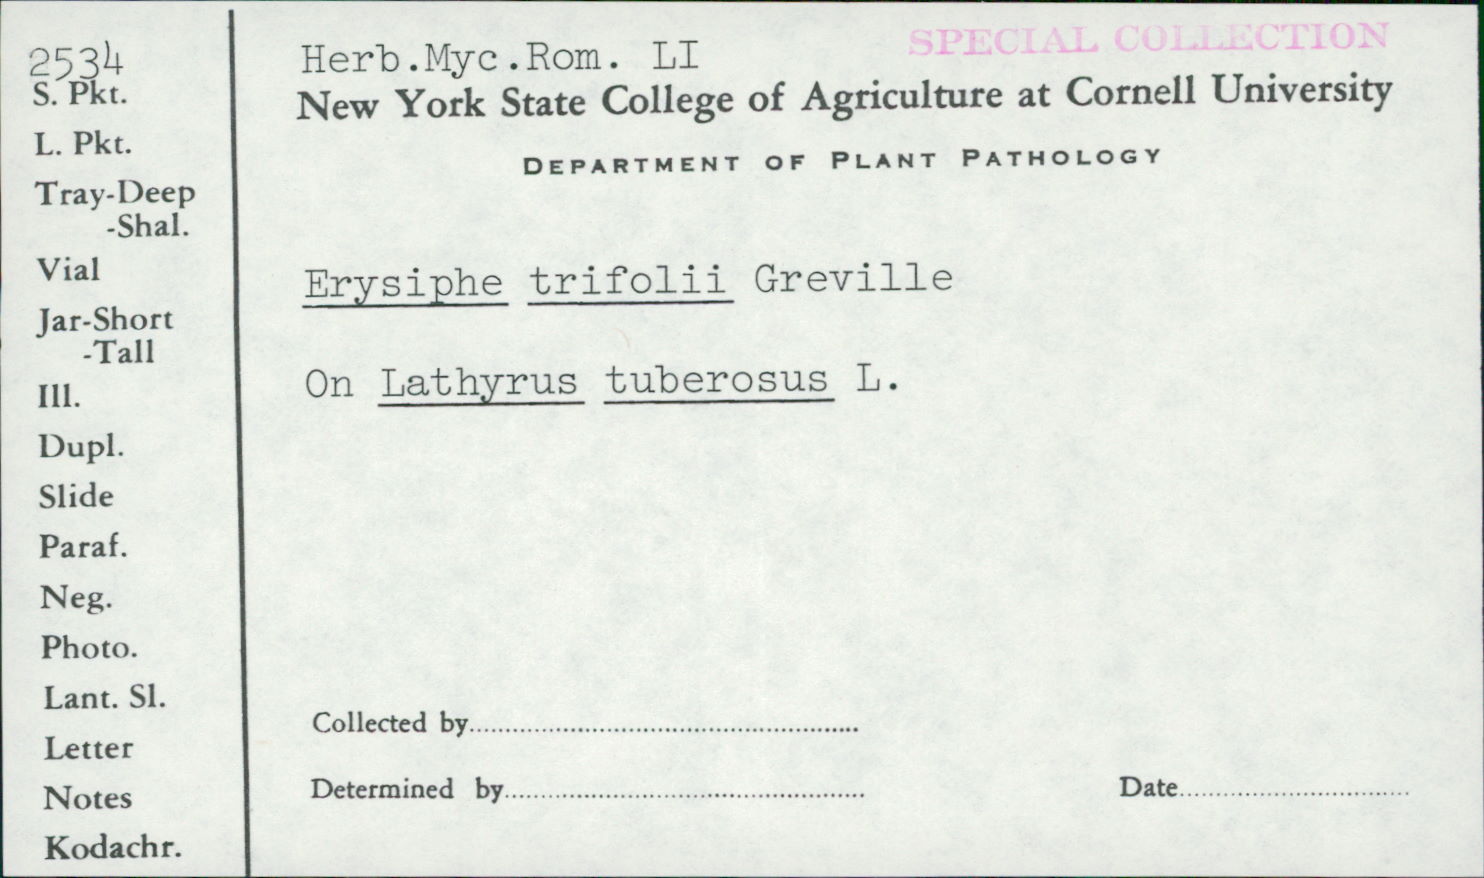 2534
S. Pkt.
L. Pkt.
Tray-Deep
-Shal.
Vial
Jar-Short
-Tall
Ill.
Dupl.
Slide
Paraf.
Neg.
Photo.
Lant. Sl.
Letter
Notes
Kodachr.
Herb.Myc.Rom. LI
SPECIAL COLLECTION
New York State College of Agriculture at Cornell University
DEPARTMENT OF PLANT PATHOLOGY
Erysiphe trifolii Greville
On Lathyrus tuberosus L.
Collected by
Determined by
Date